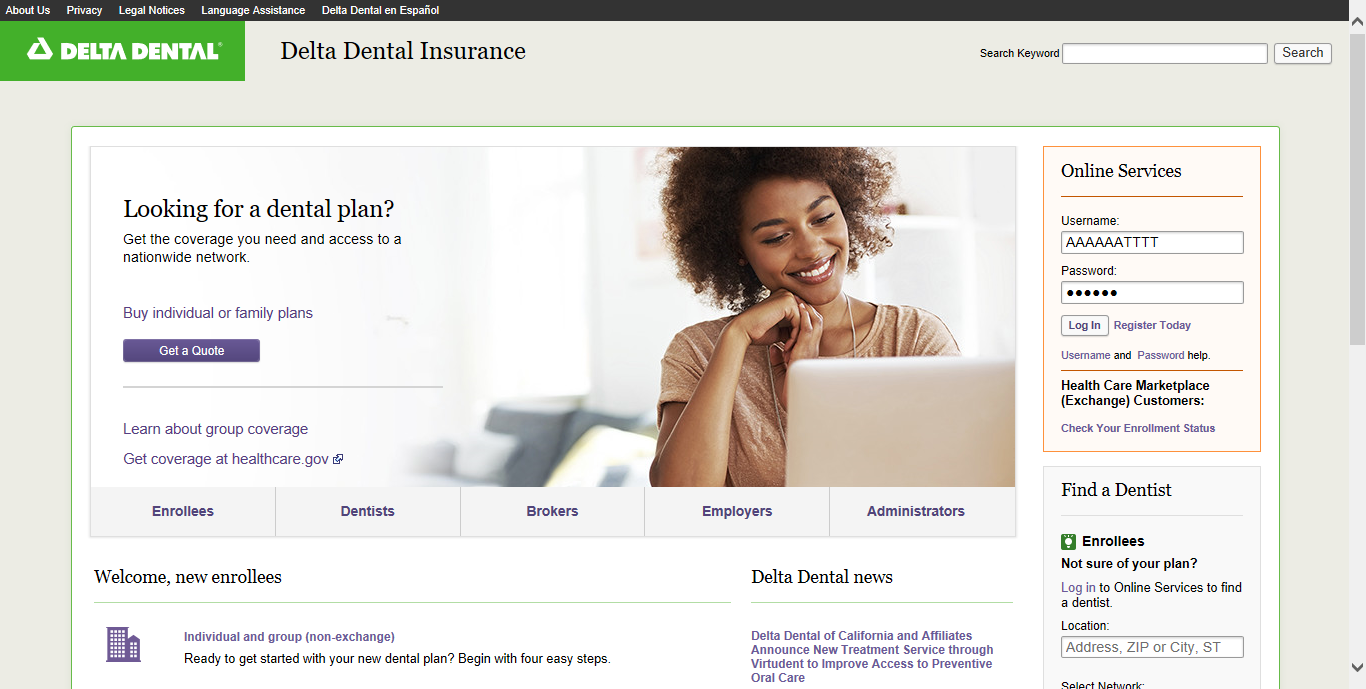 About Us Privacy Legal Notices Language Assistance Delta Dental en Español
DELTA DENTAL®
Delta Dental Insurance
Search Keyword
Search
Looking for a dental plan?
Get the coverage you need and access to a
nationwide network.
Buy individual or family plans
Get a Quote
Learn about group coverage
Get coverage at healthcare.gov
Enrollees Dentists Brokers Employers Administrators
Welcome, new enrollees
Individual and group (non-exchange)
Ready to get started with your new dental plan? Begin with four easy steps.
Delta Dental news
Delta Dental of California and Affiliates
Announce New Treatment Service through
Virtudent to Improve Access to Preventive
Oral Care
Online Services
Username:
AAAAAATTTT
Password:
●●●●●●
Log In Register Today
Username and Password help.
Health Care Marketplace
(Exchange) Customers:
Check Your Enrollment Status
Find a Dentist
Enrollees
Not sure of your plan?
Log in to Online Services to find
a dentist.
Location:
Address, ZIP or City, ST
Select Network: